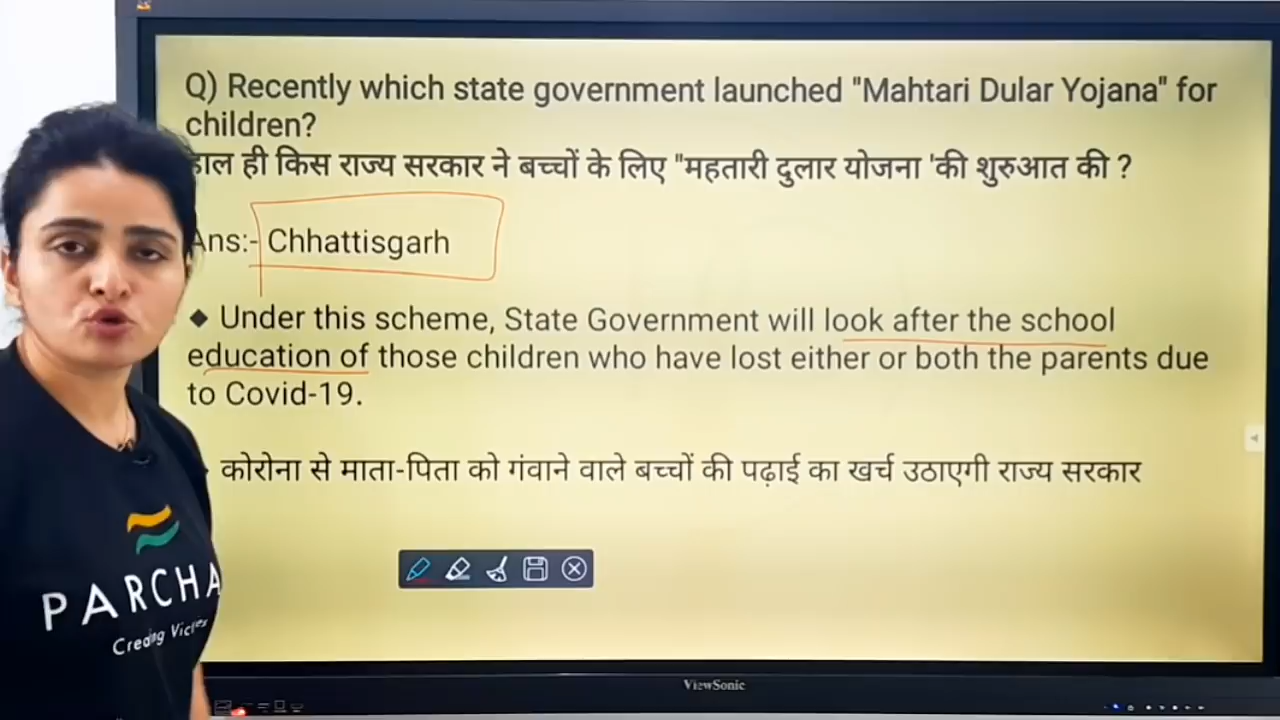 Q) Recently which state government launched "Mahtari Dular Yojana" for
children?
हाल ही किस राज्य सरकार ने बच्चों के लिए "महतारी दुलार योजना 'की शुरुआत की ?
Ans:- Chhattisgarh
◆ Under this scheme, State Government will look after the school
education of those children who have lost either or both the parents due
to Covid-19.
कोरोना से माता-पिता को गंवाने वाले बच्चों की पढ़ाई का खर्च उठाएगी राज्य सरकार
PARCHA
Creating
ViewSonic